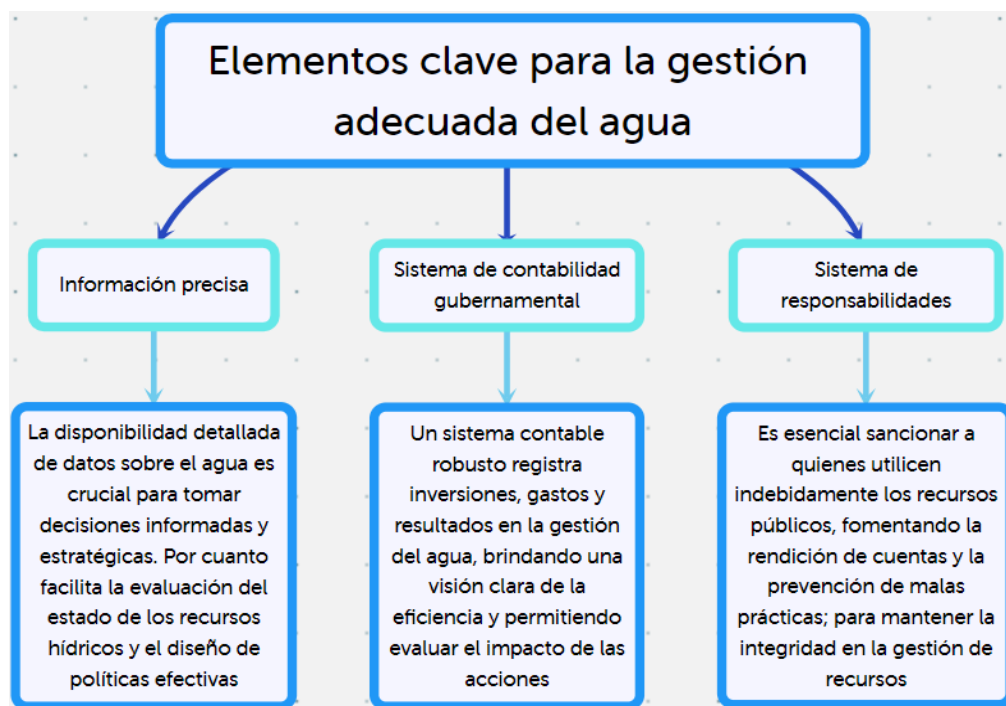 Elementos clave para la gestión
adecuada del agua
Información precisa
Sistema de contabilidad
gubernamental
Sistema de
responsabilidades
La disponibilidad detallada
de datos sobre el agua es
crucial para tomar
decisiones informadas y
estratégicas. Por cuanto
facilita la evaluación del
estado de los recursos
hídricos y el diseño de
políticas efectivas
Un sistema contable
robusto registra
inversiones, gastos y
resultados en la gestión
del agua, brindando una
visión clara de la
eficiencia y permitiendo
evaluar el impacto de las
acciones
Es esencial sancionar a
quienes utilicen
indebidamente los recursos
públicos, fomentando la
rendición de cuentas y la
prevención de malas
prácticas; para mantener la
integridad en la gestión de
recursos